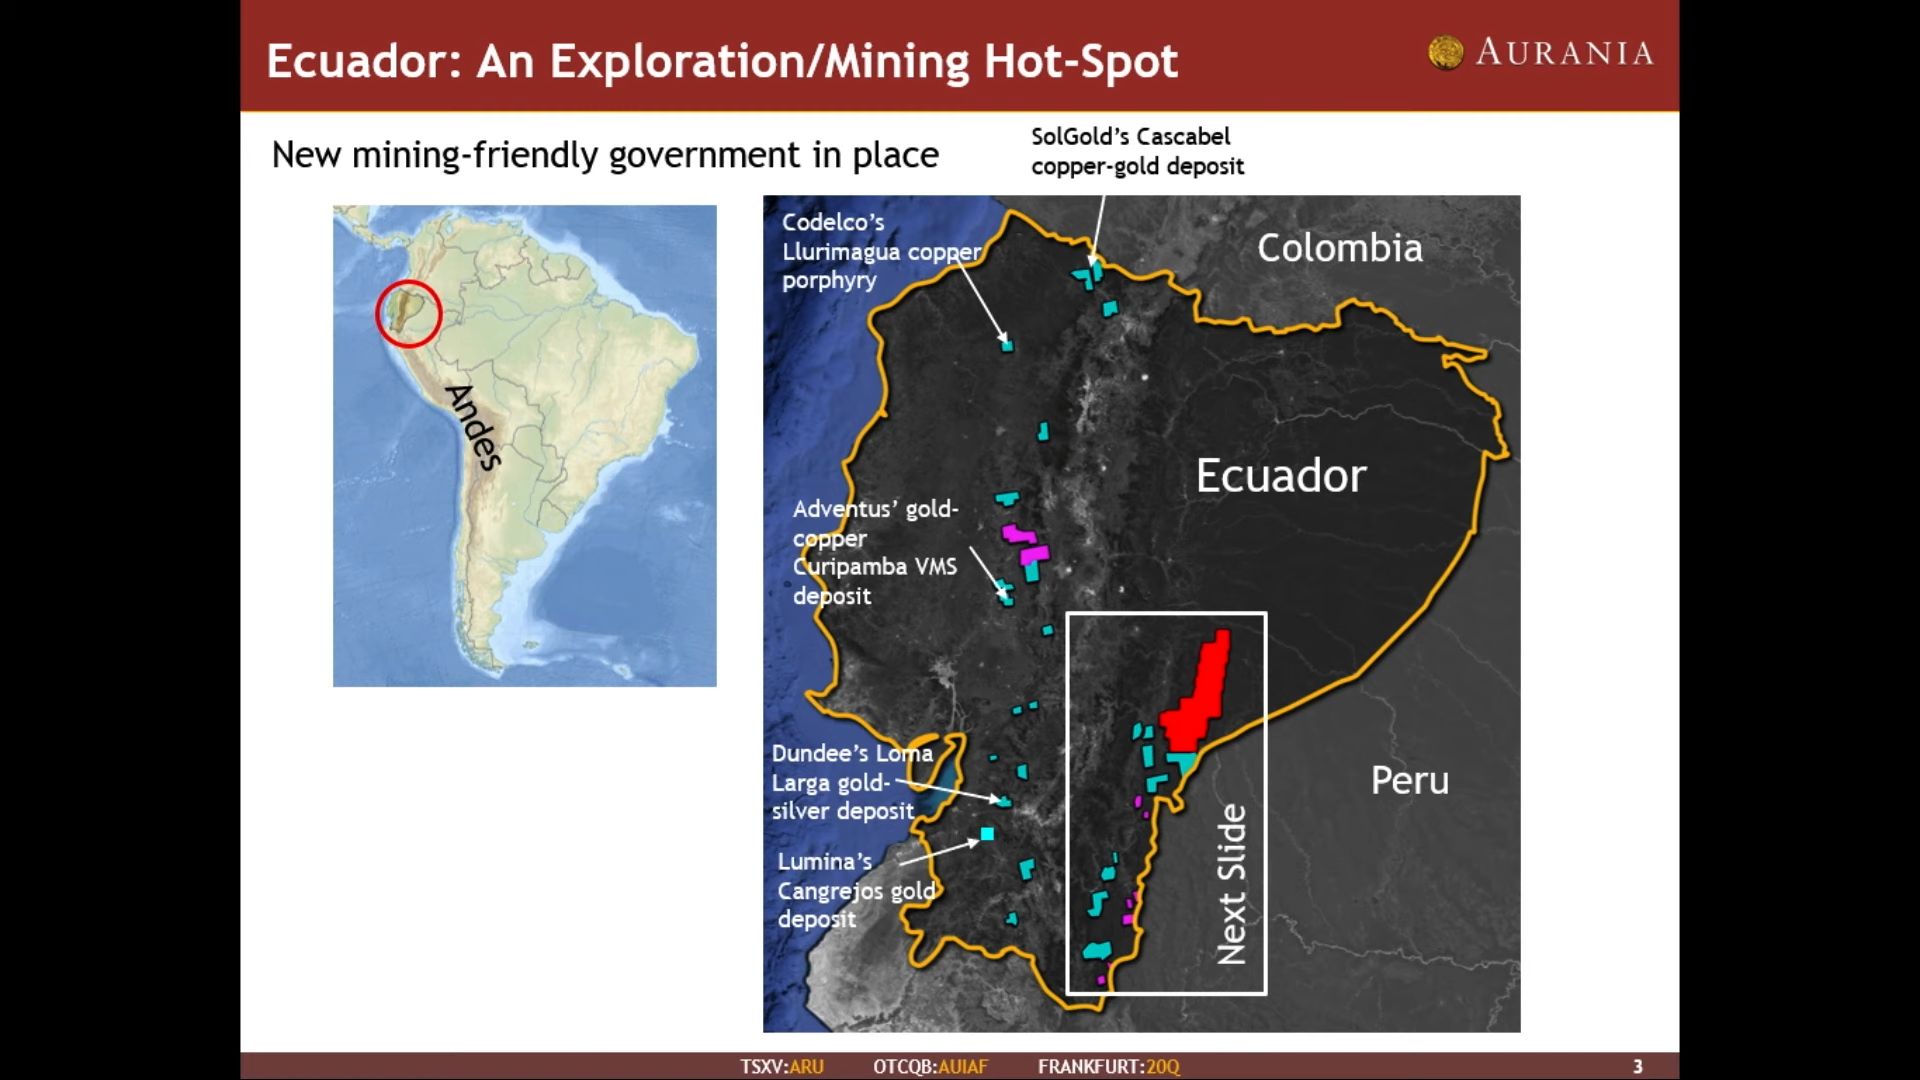 Ecuador: An Exploration/Mining Hot-Spot
AURANIA
New mining-friendly government in place
SolGold’s Cascabel
copper-gold deposit
Codelco’s
Llurimagua copper
porphyry
Colombia
Andes
Ecuador
Adventus’ gold-
copper
Curipamba VMS
deposit
Dundee’s Loma
Larga gold-
silver deposit
Peru
Lumina’s
Cangrejos gold
deposit
Next Slide
TSXV:ARU OTCQB:AUIAF FRANKFURT:20Q 3